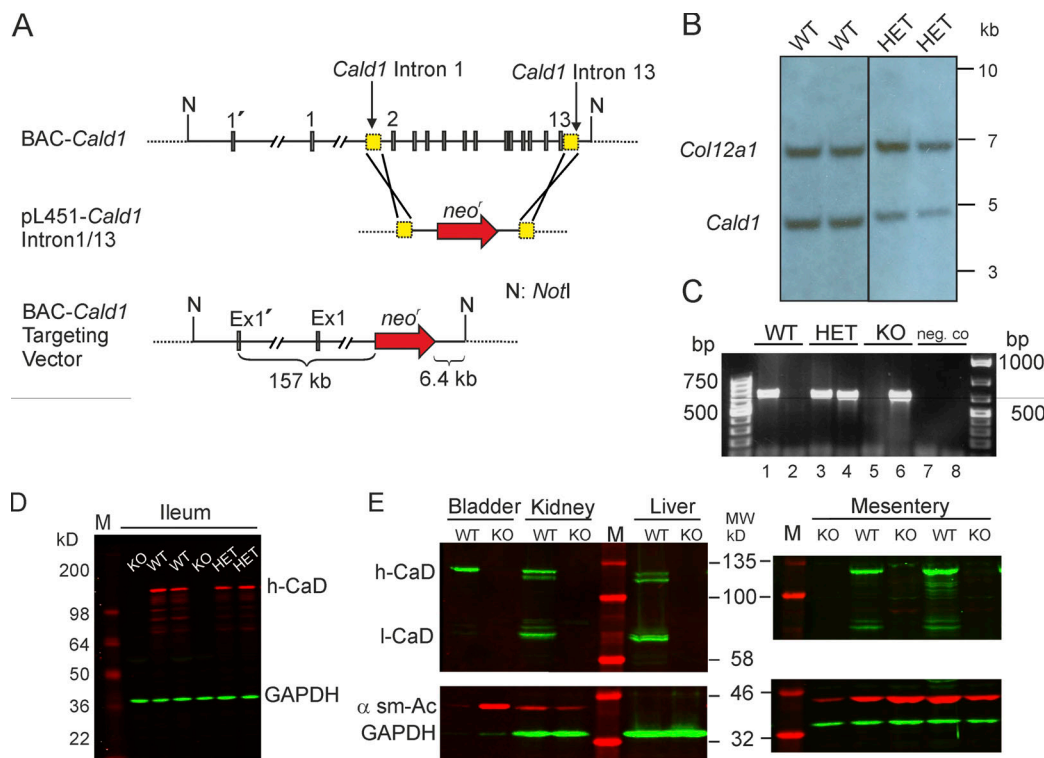 A
Cald1 Intron 1
Cald1 Intron 13
N
1′
1
2
13
N
BAC-Cald1
pL451-Cald1
Intron1/13
neoʳ
BAC-Cald1
Targeting
Vector
N
Ex1′
Ex1
neoʳ
N
N: NotI
157 kb
6.4 kb
B
WT
WT
HET
HET
kb
10
Col12a1
7
5
Cald1
3
C
bp
WT
HET
KO
neg. co
bp
1000
750
500
500
1 2 3 4 5 6 7 8
D
M
Ileum
kD
KO
WT
WT
KO
HET
HET
200
h-CaD
98
64
50
GAPDH
36
22
E
Bladder
Kidney
Liver
MW
kD
Mesentery
WT KO WT KO M WT KO
M KO WT KO WT KO
h-CaD
135
100
l-CaD
58
46
α sm-Ac
GAPDH
32